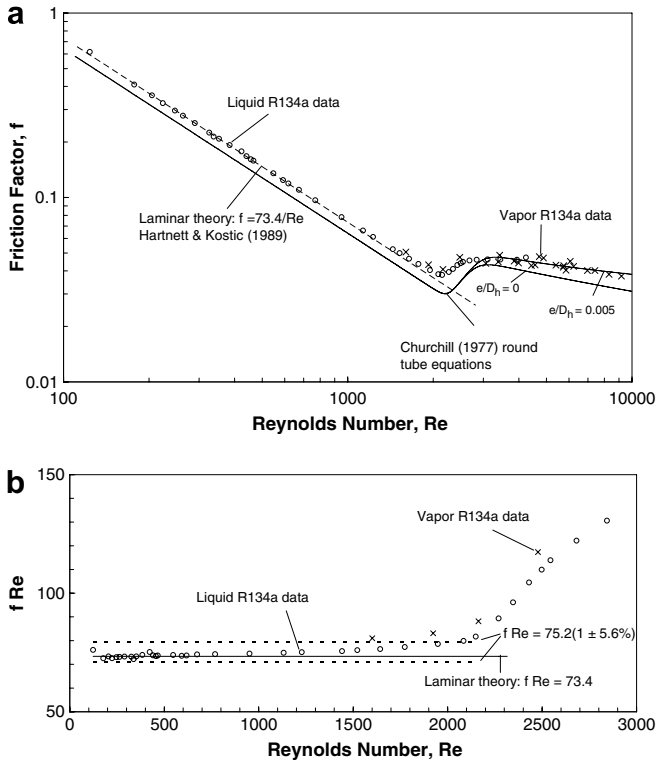 a
1
0.1
0.01
Friction Factor, f
Liquid R134a data
Laminar theory: f =73.4/Re
Hartnett & Kostic (1989)
Vapor R134a data
e/Dh = 0
e/Dh = 0.005
Churchill (1977) round
tube equations
100
1000
10000
Reynolds Number, Re
b
150
100
50
f Re
Vapor R134a data
Liquid R134a data
f Re = 75.2(1 ± 5.6%)
Laminar theory: f Re = 73.4
0
500
1000
1500
2000
2500
3000
Reynolds Number, Re